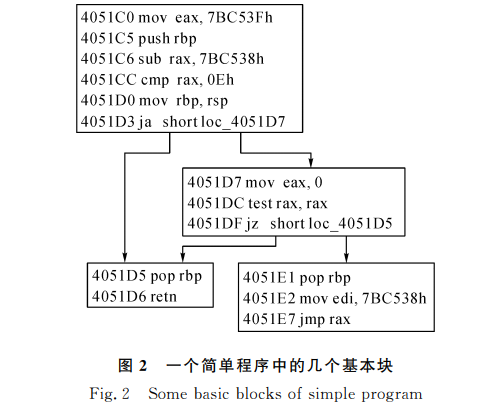 4051C0 mov eax, 7BC53Fh
4051C5 push rbp
4051C6 sub rax, 7BC538h
4051CC cmp rax, 0Eh
4051D0 mov rbp, rsp
4051D3 ja short loc_4051D7
4051D7 mov eax, 0
4051DC test rax, rax
4051DF jz short loc_4051D5
4051D5 pop rbp
4051D6 retn
4051E1 pop rbp
4051E2 mov edi, 7BC538h
4051E7 jmp rax
图 2 一个简单程序中的几个基本块
Fig. 2 Some basic blocks of simple program